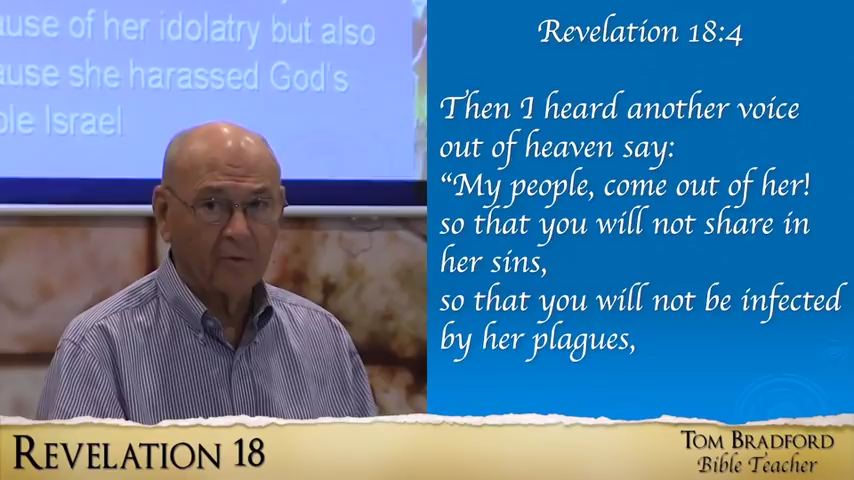 ause of her idolatry but also
ause she harassed God's
ple Israel
Revelation 18:4
Then I heard another voice
out of heaven say:
“My people, come out of her!
so that you will not share in
her sins,
so that you will not be infected
by her plagues,
REVELATION 18
TOM BRADFORD
Bible Teacher